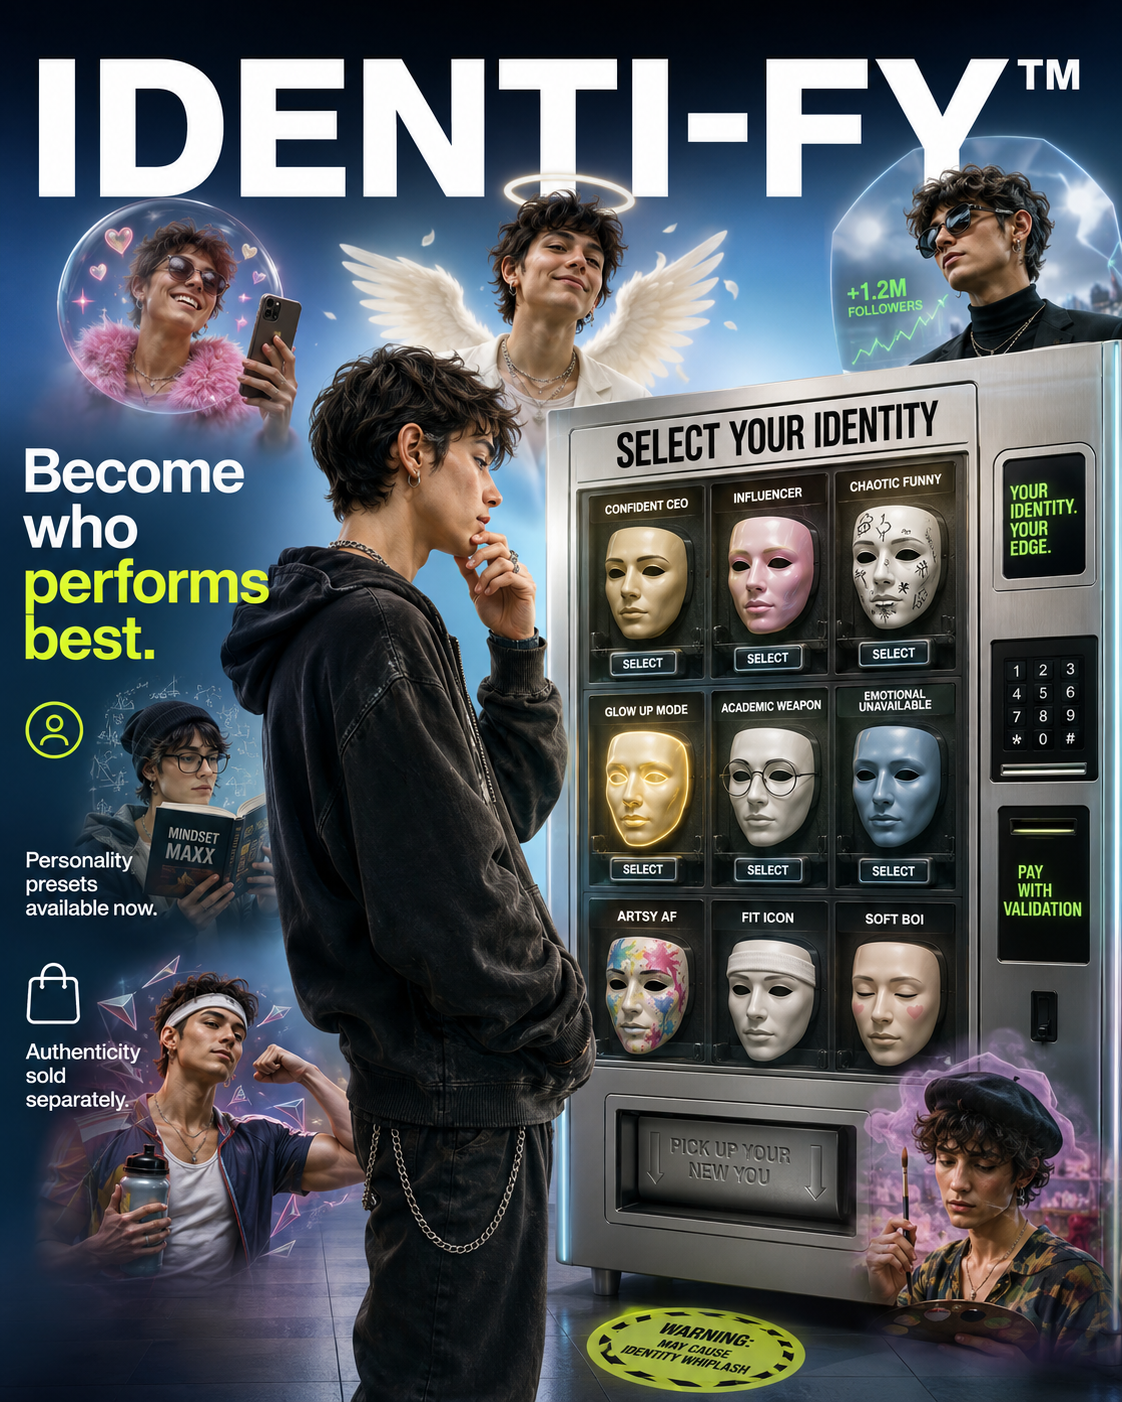 IDENTI-FY™
+1.2M
FOLLOWERS
Become
who
performs
best.
Personality
presets
available now.
Authenticity
sold
separately.
MINDSET
MAXX
SELECT YOUR IDENTITY
CONFIDENT CEO
INFLUENCER
CHAOTIC FUNNY
SELECT
SELECT
SELECT
GLOW UP MODE
ACADEMIC WEAPON
EMOTIONAL
UNAVAILABLE
SELECT
SELECT
SELECT
ARTSY AF
FIT ICON
SOFT BOI
YOUR
IDENTITY.
YOUR
EDGE.
1 2 3
4 5 6
7 8 9
* 0 #
PAY
WITH
VALIDATION
PICK UP YOUR
NEW YOU
WARNING:
MAY CAUSE
IDENTITY WHIPLASH